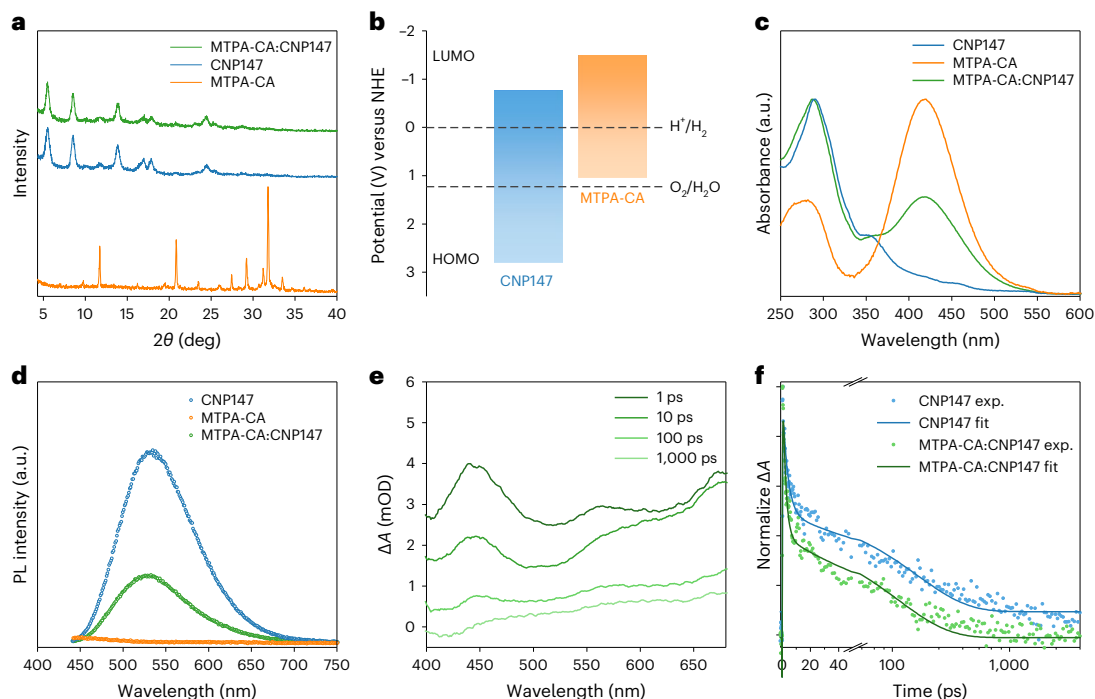 a
MTPA-CA:CNP147
CNP147
MTPA-CA
Intensity
5 10 15 20 25 30 35 40
2θ (deg)
b
Potential (V) versus NHE
−2
−1
0
1
2
3
LUMO
HOMO
H⁺/H₂
O₂/H₂O
MTPA-CA
CNP147
c
CNP147
MTPA-CA
MTPA-CA:CNP147
Absorbance (a.u.)
250 300 350 400 450 500 550 600
Wavelength (nm)
d
CNP147
MTPA-CA
MTPA-CA:CNP147
PL intensity (a.u.)
400 450 500 550 600 650 700 750
Wavelength (nm)
e
ΔA (mOD)
6
5
4
3
2
1
0
1 ps
10 ps
100 ps
1,000 ps
400 450 500 550 600 650
Wavelength (nm)
f
CNP147 exp.
CNP147 fit
MTPA-CA:CNP147 exp.
MTPA-CA:CNP147 fit
Normalize ΔA
0 20 40 100 1,000
Time (ps)